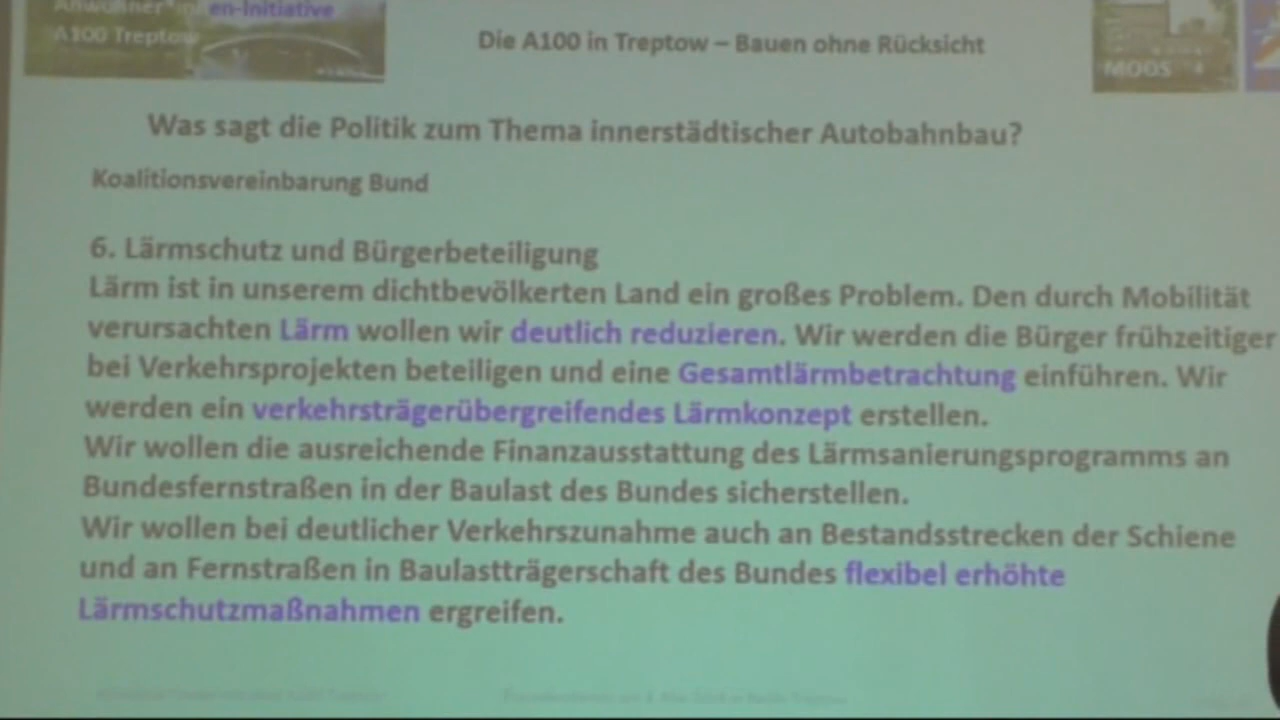 Anwohner*innen-Initiative
A100 Treptow
Die A100 in Treptow – Bauen ohne Rücksicht
MOOS
Was sagt die Politik zum Thema innerstädtischer Autobahnbau?
Koalitionsvereinbarung Bund
6. Lärmschutz und Bürgerbeteiligung
Lärm ist in unserem dichtbevölkerten Land ein großes Problem. Den durch Mobilität
verursachten Lärm wollen wir deutlich reduzieren. Wir werden die Bürger frühzeitiger
bei Verkehrsprojekten beteiligen und eine Gesamtlärmbetrachtung einführen. Wir
werden ein verkehrsträgerübergreifendes Lärmkonzept erstellen.
Wir wollen die ausreichende Finanzausstattung des Lärmsanierungsprogramms an
Bundesfernstraßen in der Baulast des Bundes sicherstellen.
Wir wollen bei deutlicher Verkehrszunahme auch an Bestandsstrecken der Schiene
und an Fernstraßen in Baulastträgerschaft des Bundes flexibel erhöhte
Lärmschutzmaßnahmen ergreifen.